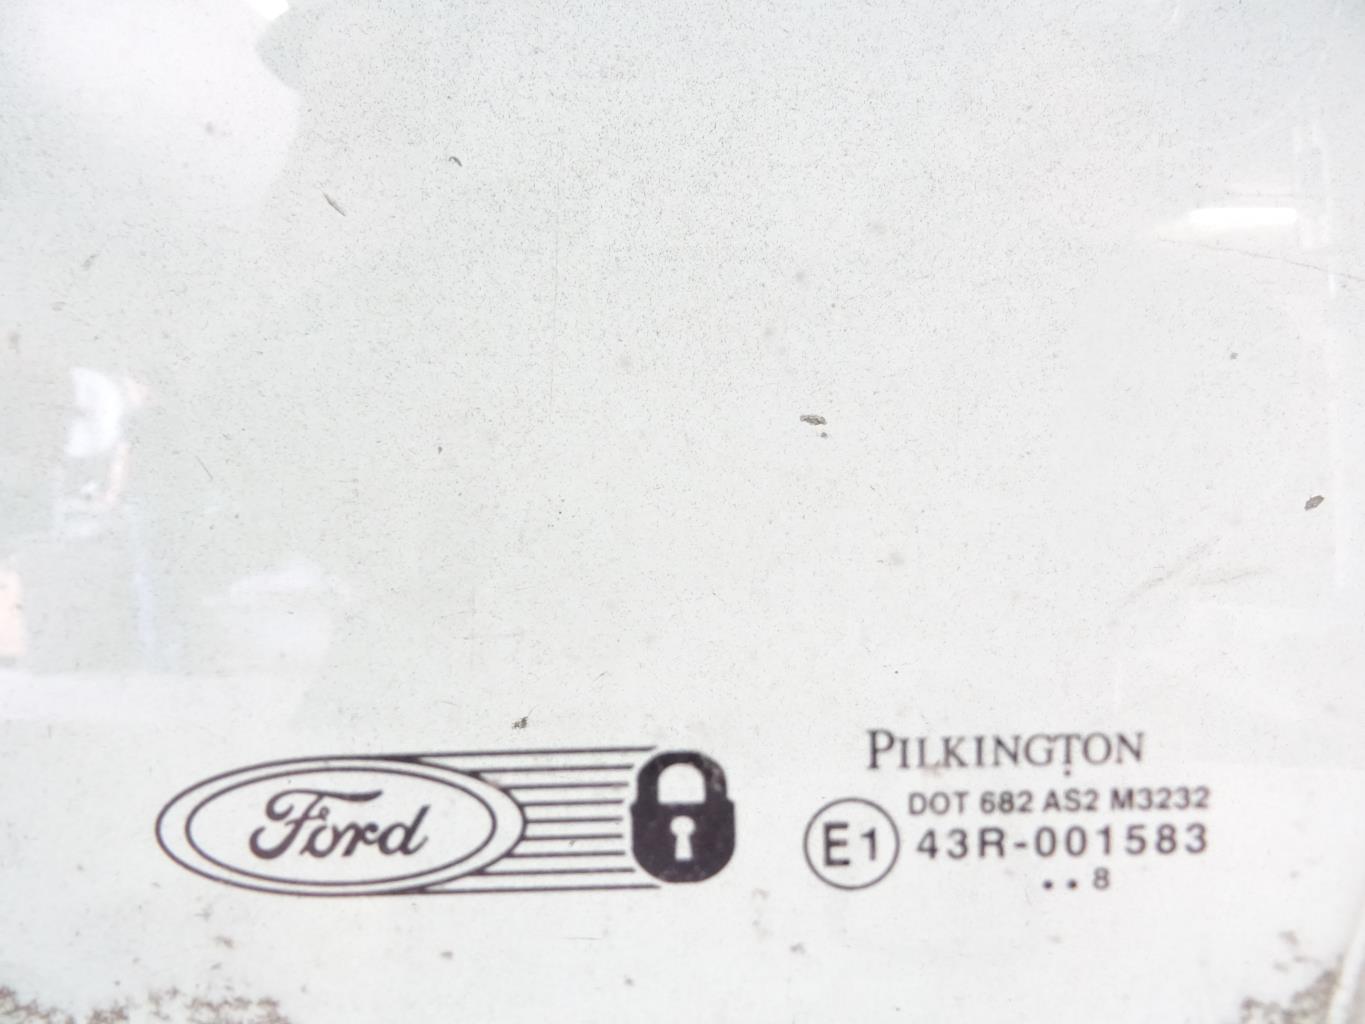 Ford
PILKINGTON
DOT 682 AS2 M3232
E1 43R-001583
..8